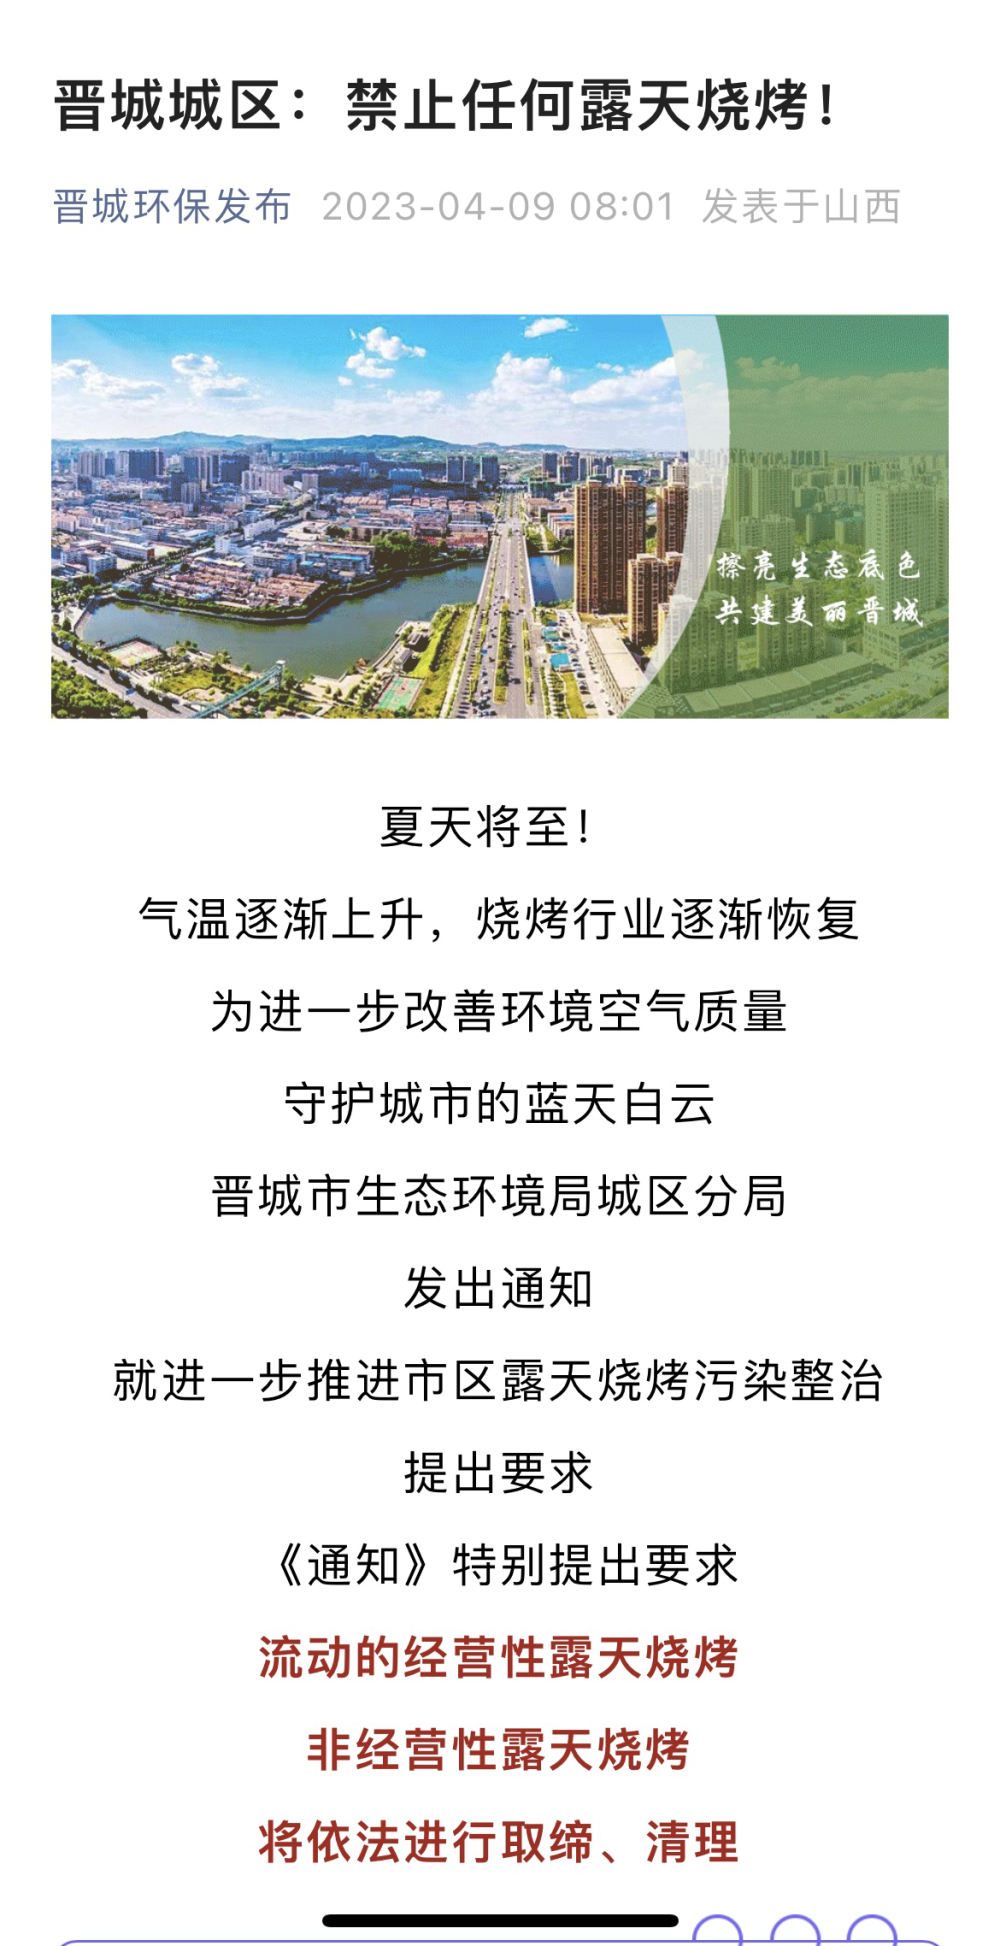 晋城城区：禁止任何露天烧烤！
晋城环保发布 2023-04-09 08:01 发表于山西
擦亮生态底色
共建美丽晋城
夏天将至！
气温逐渐上升，烧烤行业逐渐恢复
为进一步改善环境空气质量
守护城市的蓝天白云
晋城市生态环境局城区分局
发出通知
就进一步推进市区露天烧烤污染整治
提出要求
《通知》特别提出要求
流动的经营性露天烧烤
非经营性露天烧烤
将依法进行取缔、清理